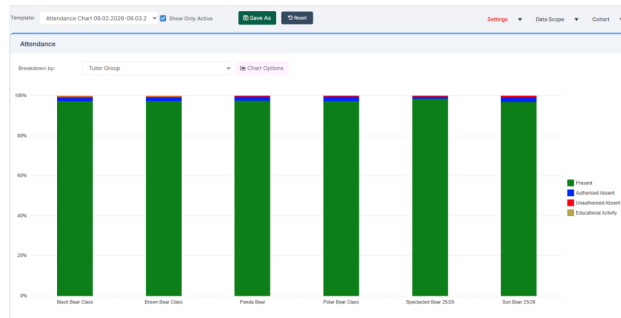 Template: Attendance Chart 09.02.2026-06.03.2 Show Only Active Save As Reset Settings Data Scope Cohort
Attendance
Breakdown by: Tutor Group Chart Options
100%
80%
60%
40%
20%
0%
Black Bear Class Brown Bear Class Panda Bear Polar Bear Class Spectacled Bear 25/26 Sun Bear 25/26
Present
Authorised Absent
Unauthorised Absent
Educational Activity